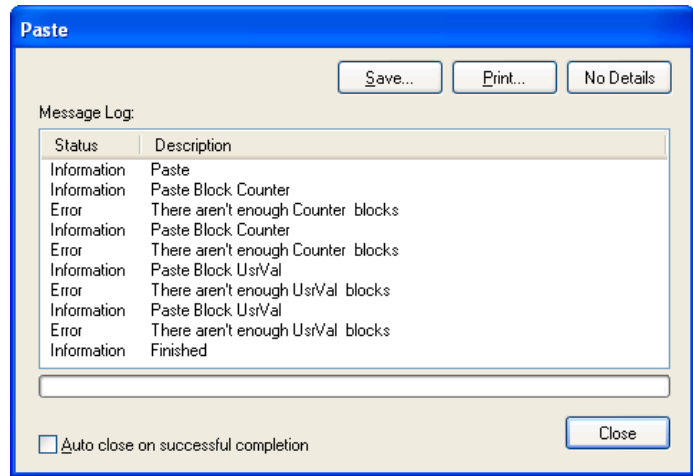 Paste
Save... Print... No Details
Message Log:
Status Description
Information Paste
Information Paste Block Counter
Error There aren't enough Counter blocks
Information Paste Block Counter
Error There aren't enough Counter blocks
Information Paste Block UsrVal
Error There aren't enough UsrVal blocks
Information Paste Block UsrVal
Error There aren't enough UsrVal blocks
Information Finished
Close
Auto close on successful completion